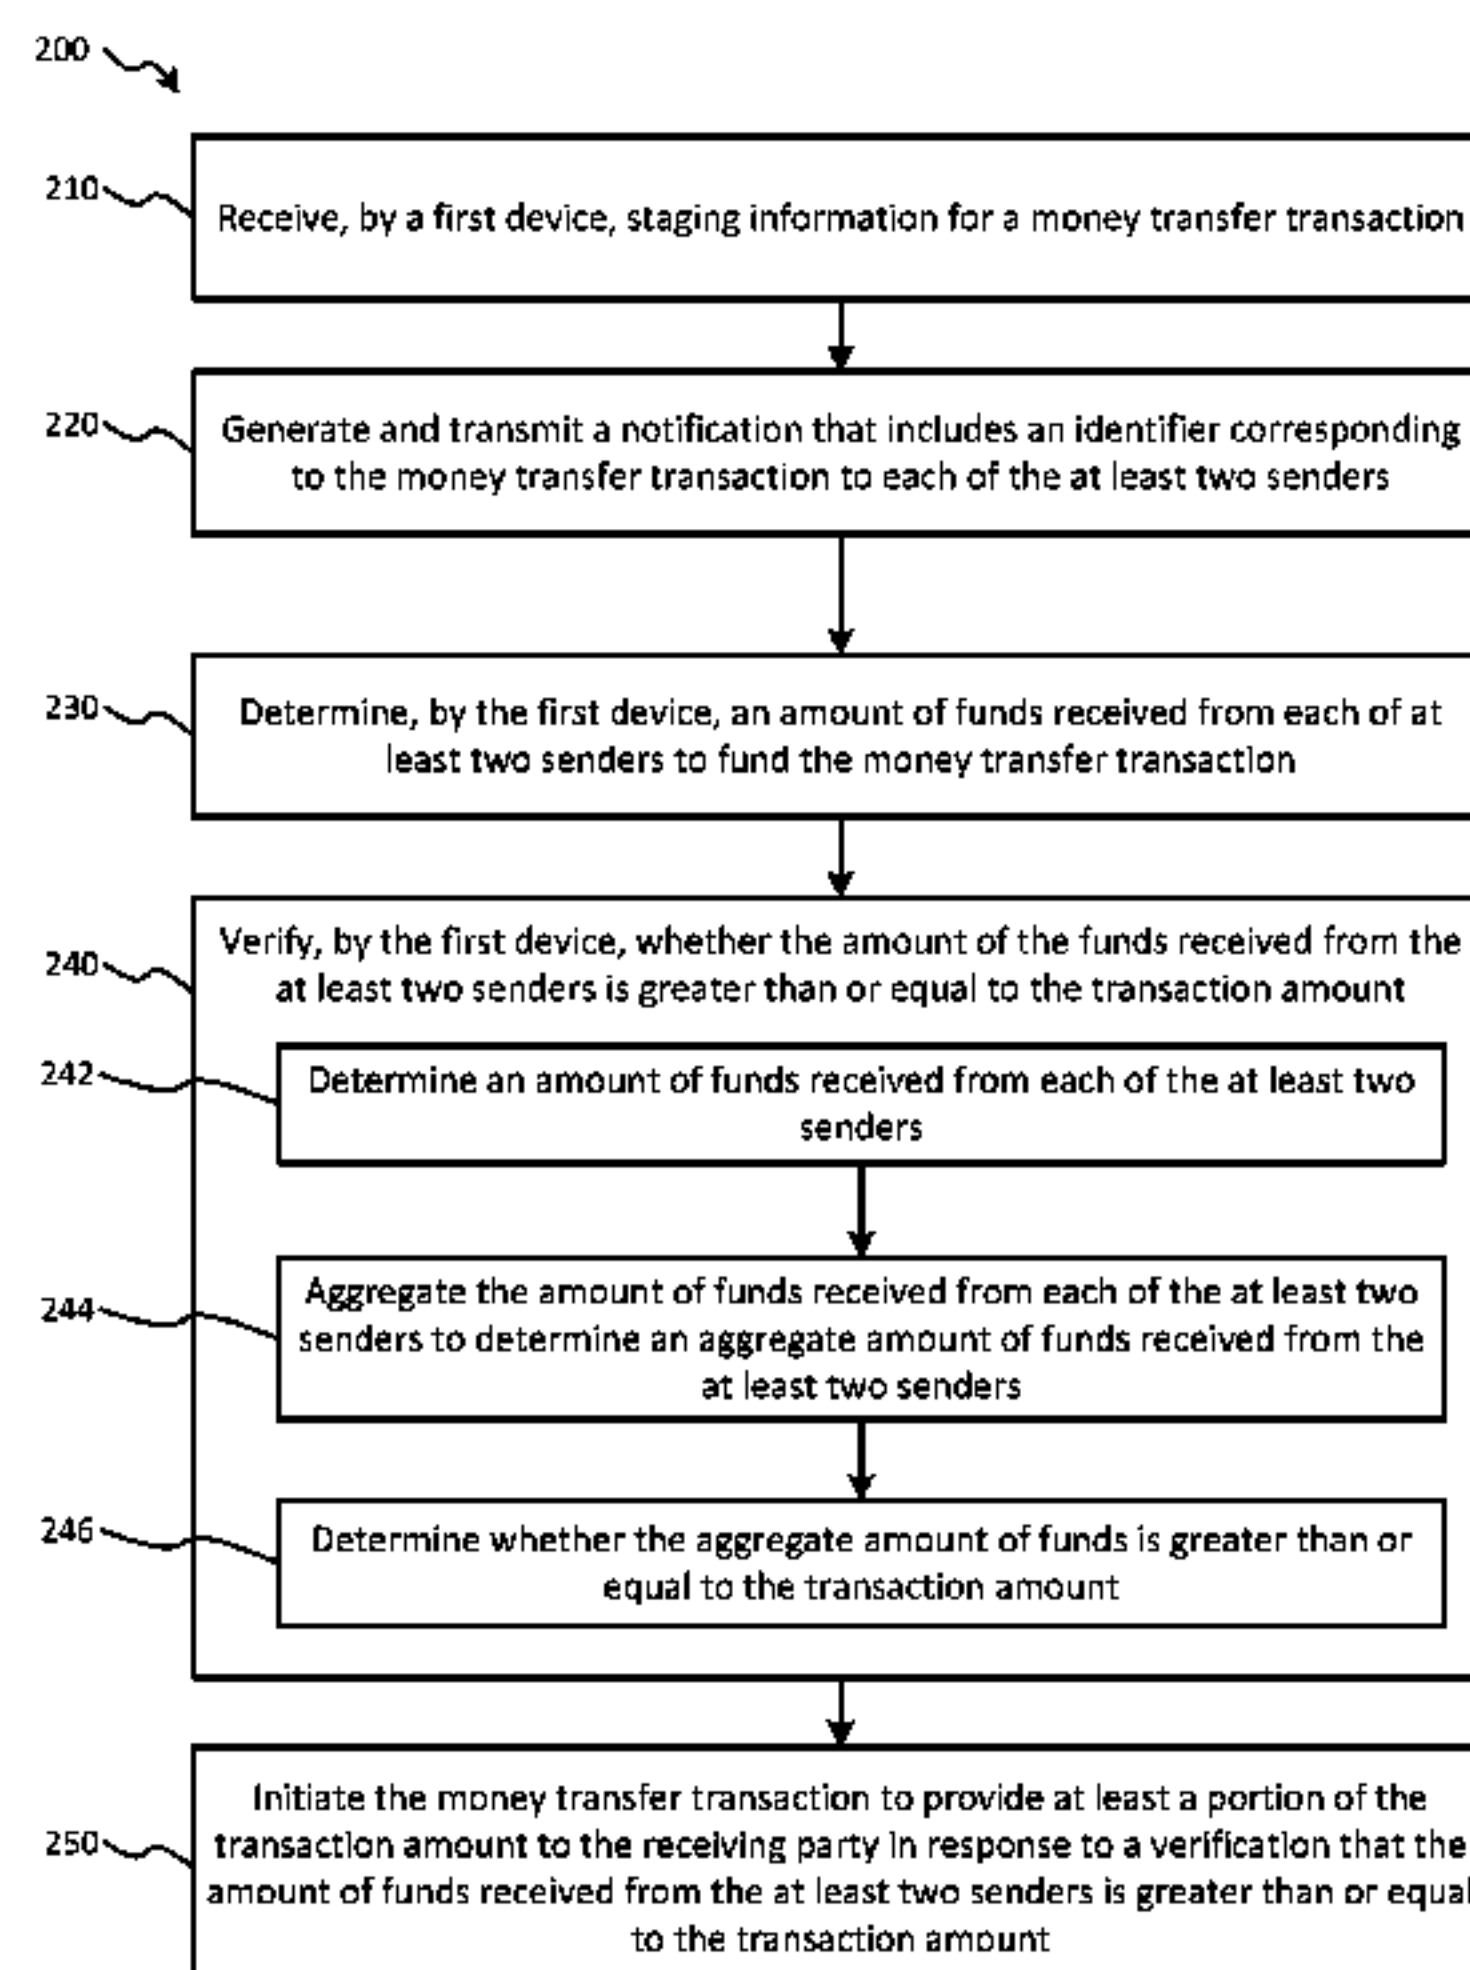 200
210
Receive, by a first device, staging information for a money transfer transaction
220
Generate and transmit a notification that includes an identifier corresponding
to the money transfer transaction to each of the at least two senders
230
Determine, by the first device, an amount of funds received from each of at
least two senders to fund the money transfer transaction
240
Verify, by the first device, whether the amount of the funds received from the
at least two senders is greater than or equal to the transaction amount
242
Determine an amount of funds received from each of the at least two
senders
244
Aggregate the amount of funds received from each of the at least two
senders to determine an aggregate amount of funds received from the
at least two senders
246
Determine whether the aggregate amount of funds is greater than or
equal to the transaction amount
250
Initiate the money transfer transaction to provide at least a portion of the
transaction amount to the receiving party in response to a verification that the
amount of funds received from the at least two senders is greater than or equal
to the transaction amount